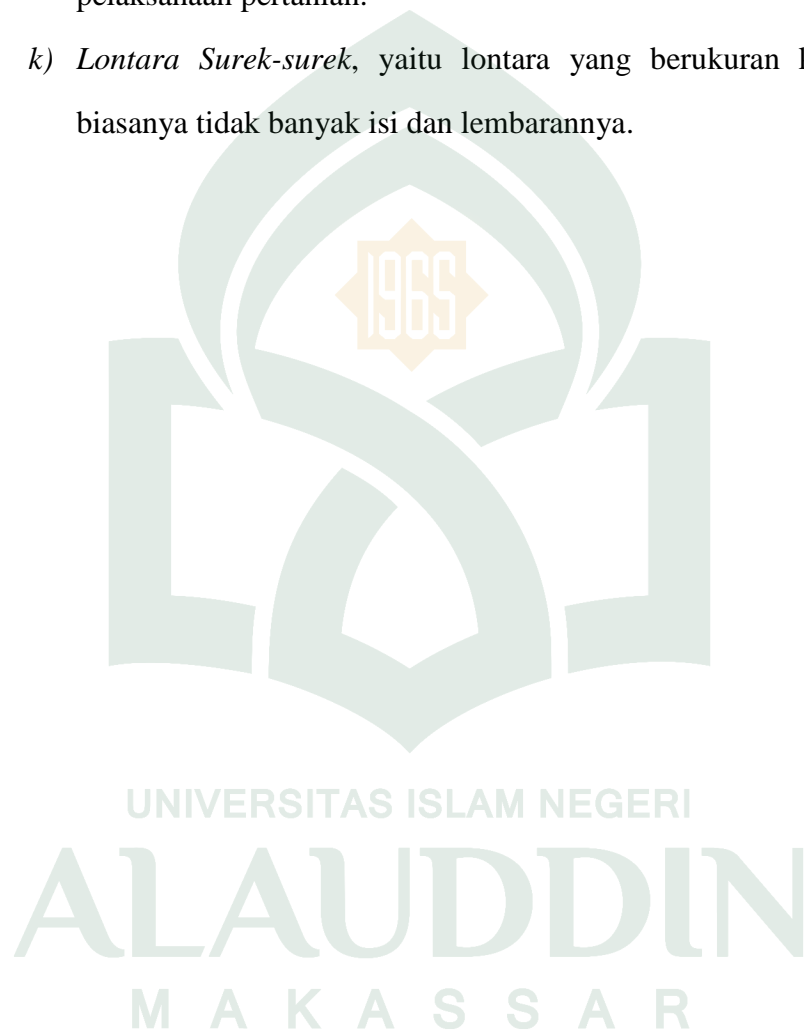 pelaksanaan pertanian.
k) Lontara Surek-surek, yaitu lontara yang berukuran
biasanya tidak banyak isi dan lembarannya.
1965
UNIVERSITAS ISLAM NEGERI
ALAUDDIN
MAKASSAR